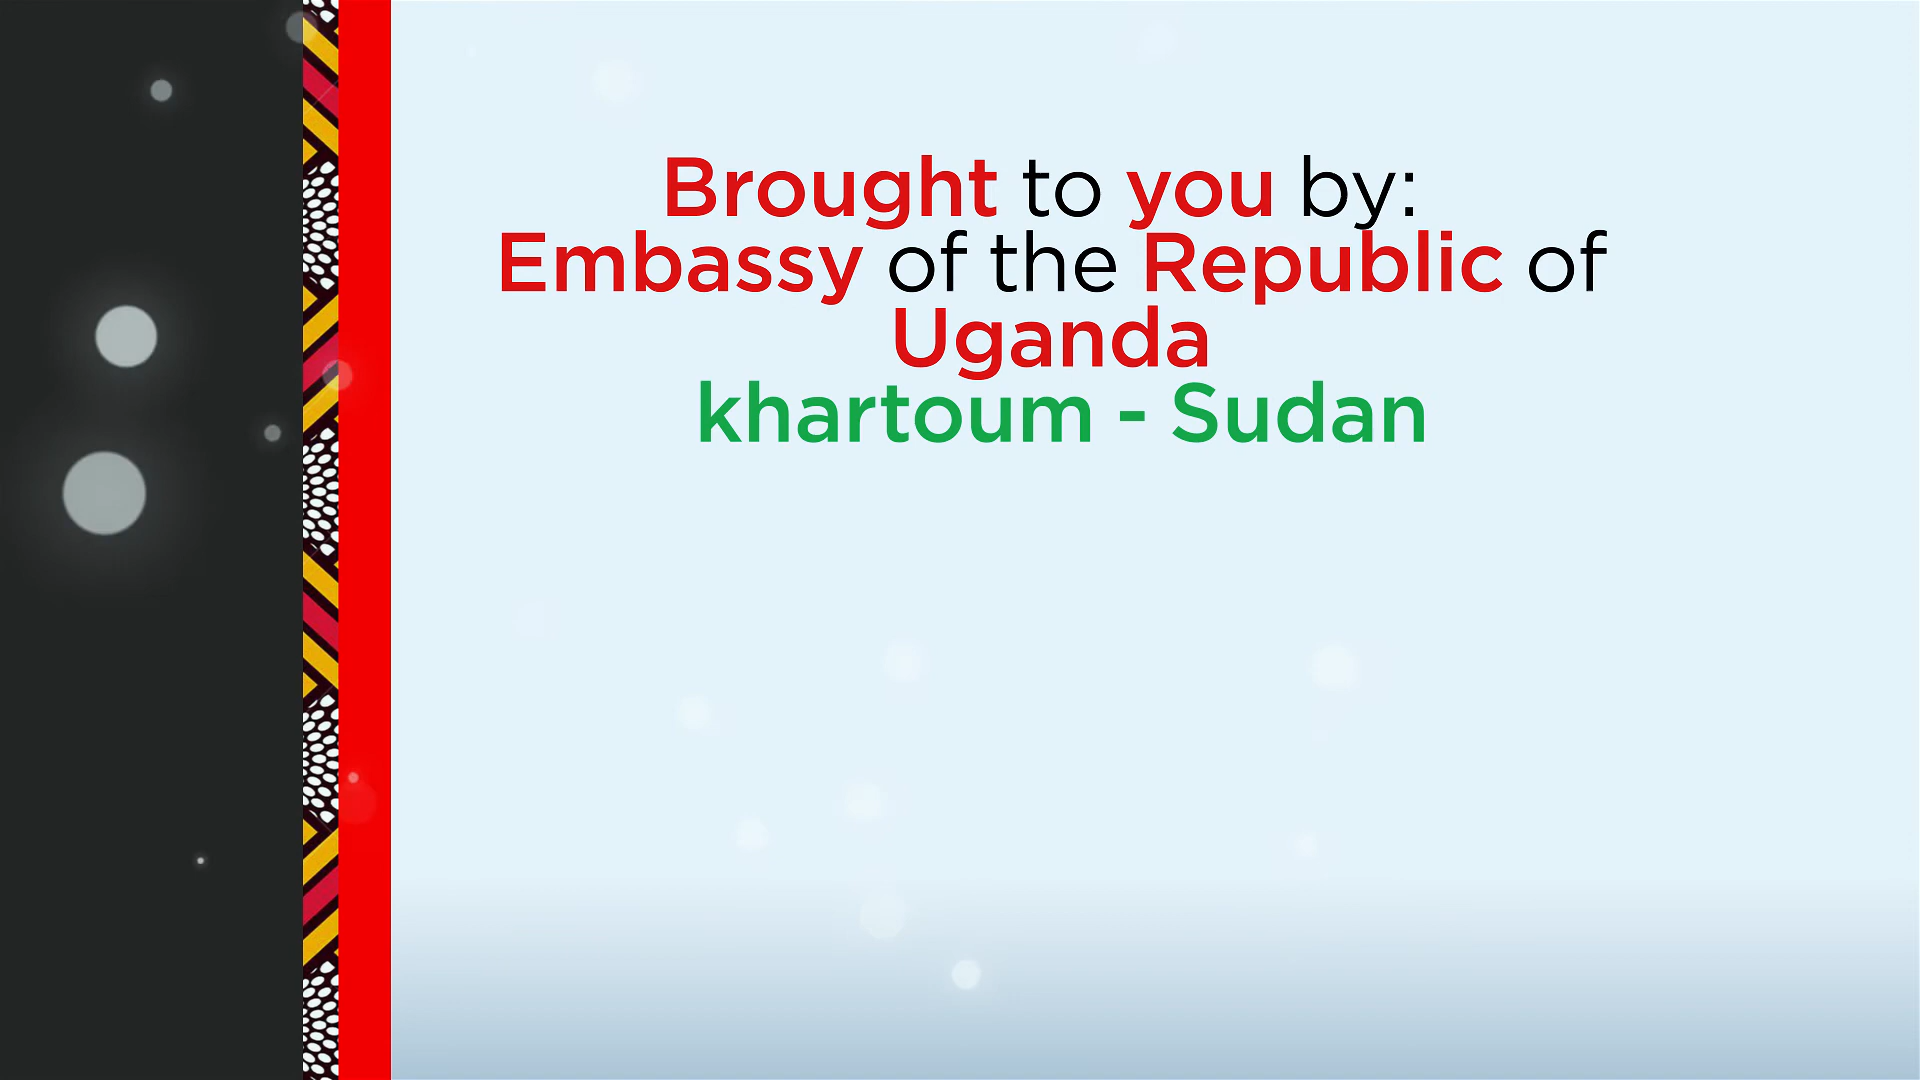 Brought to you by:
Embassy of the Republic of
Uganda
khartoum - Sudan